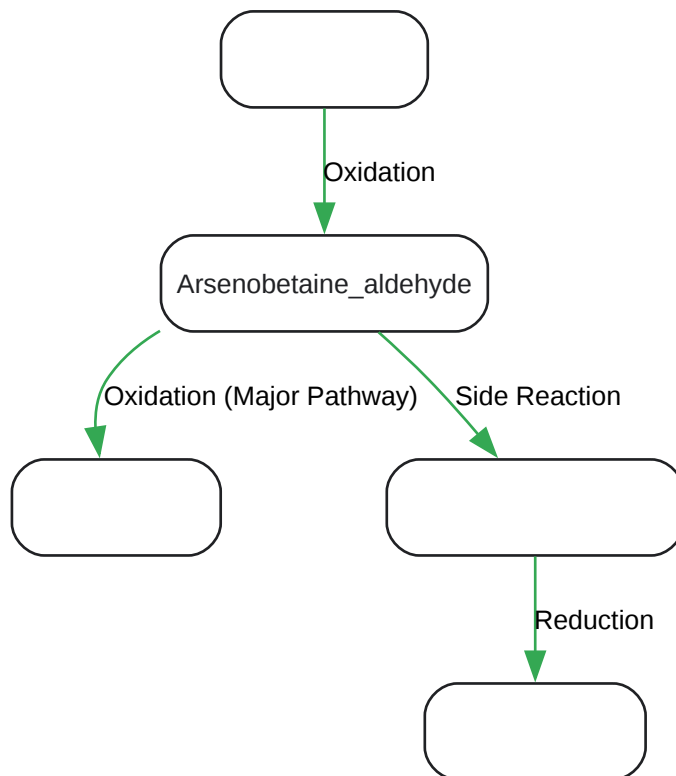 Oxidation
Arsenobetaine_aldehyde
Oxidation (Major Pathway)
Side Reaction
Reduction